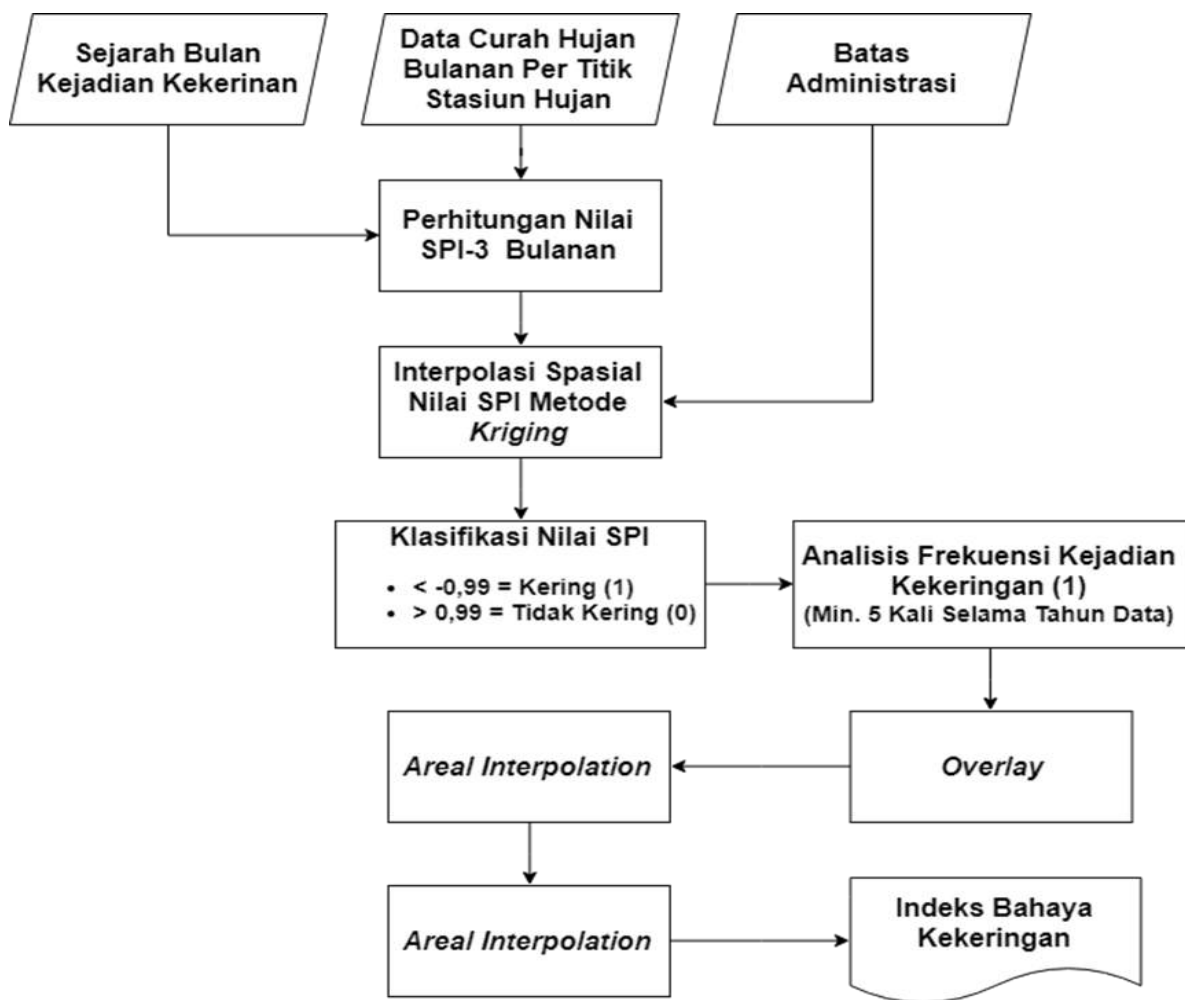 Sejarah Bulan
Kejadian Kekerinan
Data Curah Hujan
Bulanan Per Titik
Stasiun Hujan
Batas
Administrasi
Perhitungan Nilai
SPI-3 Bulanan
Interpolasi Spasial
Nilai SPI Metode
Kriging
Klasifikasi Nilai SPI
• < -0,99 = Kering (1)
• > 0,99 = Tidak Kering (0)
Analisis Frekuensi Kejadian
Kekeringan (1)
(Min. 5 Kali Selama Tahun Data)
Areal Interpolation
Overlay
Areal Interpolation
Indeks Bahaya
Kekeringan